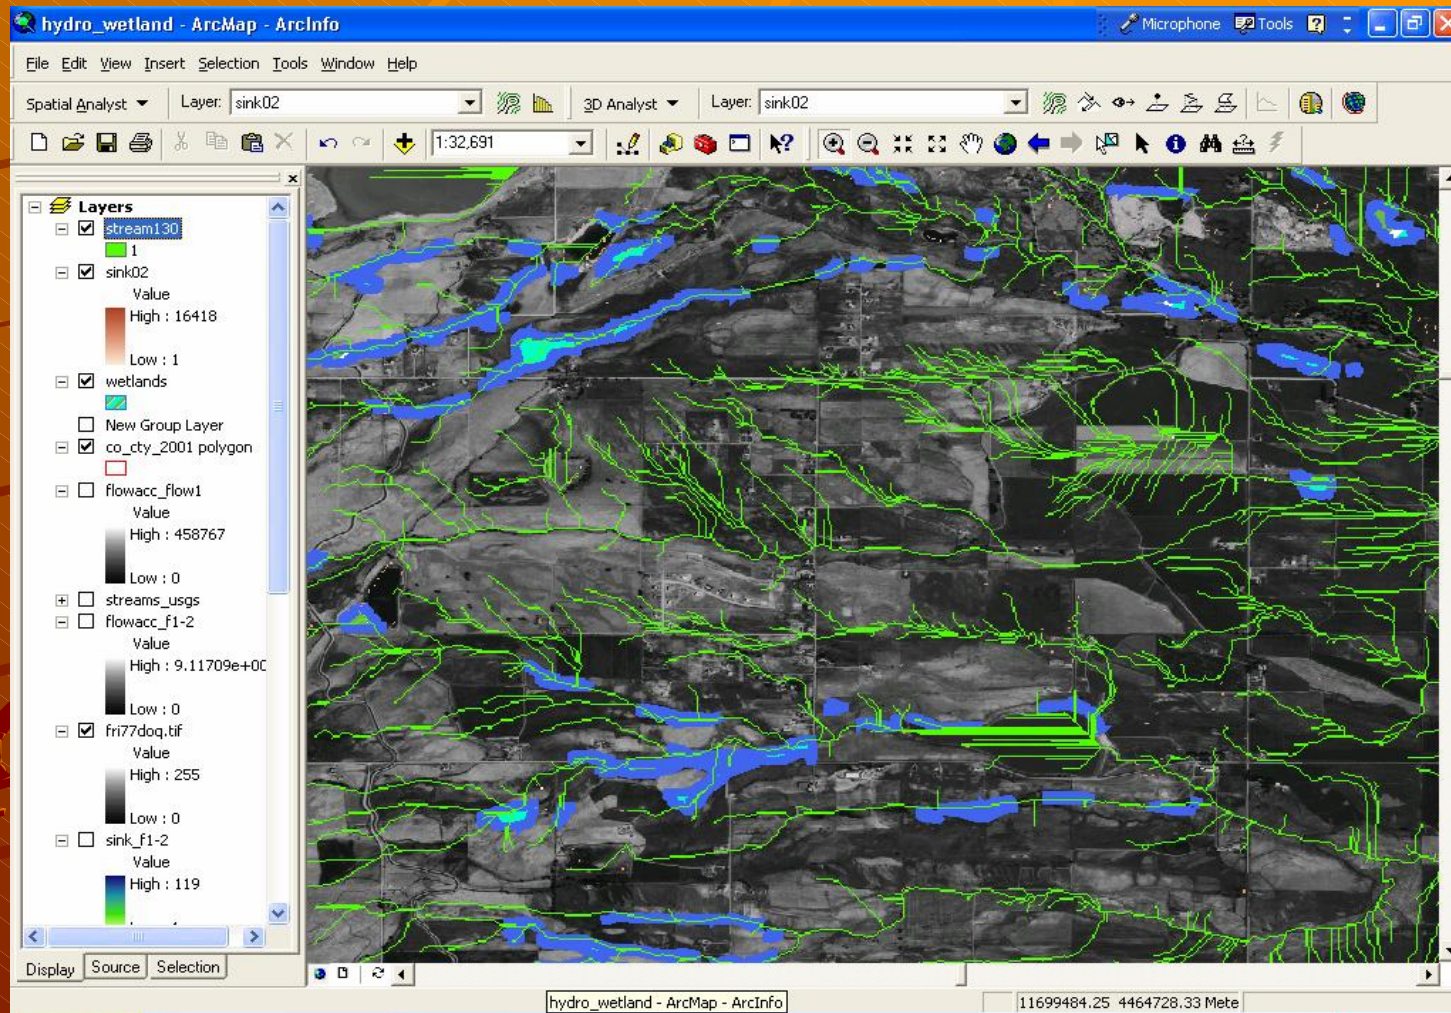 hydro_wetland - ArcMap - ArcInfo
Microphone Tools
File Edit View Insert Selection Tools Window Help
Spatial Analyst Layer: sink02 3D Analyst Layer: sink02
1:32,691
Layers
stream130
1
sink02
Value
High : 16418
Low : 1
wetlands
New Group Layer
co_cty_2001 polygon
flowacc_flow1
Value
High : 458767
Low : 0
streams_usgs
flowacc_f1-2
Value
High : 9.11709e+00
Low : 0
fri77doq.tif
Value
High : 255
Low : 0
sink_f1-2
Value
High : 119
Display Source Selection
hydro_wetland - ArcMap - ArcInfo
11699484.25 4464728.33 Mete